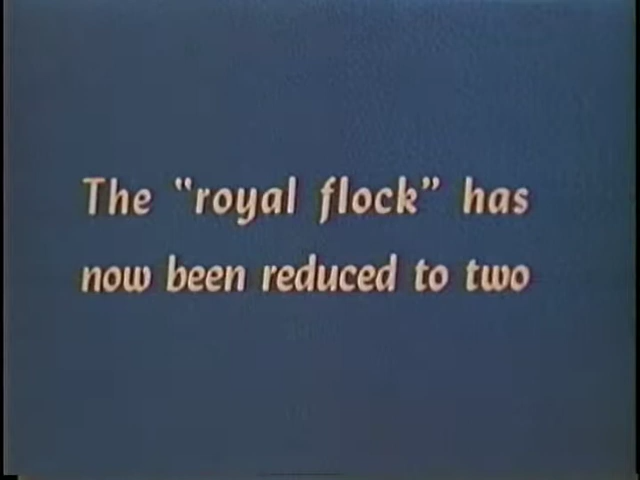 The “royal flock” has
now been reduced to two